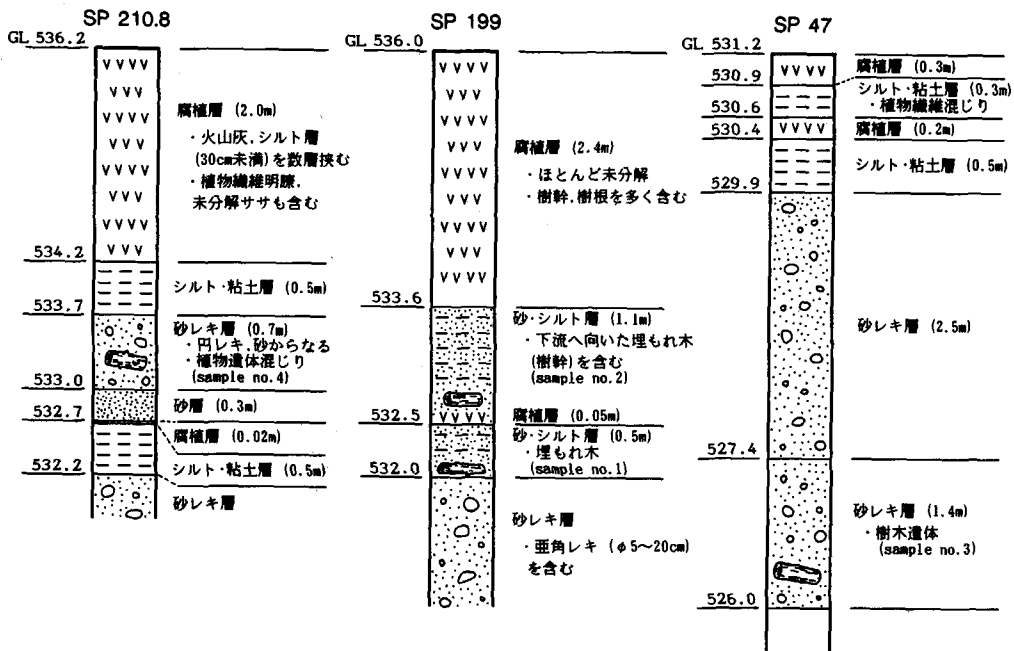 SP 210.8
GL 536.2
腐植層 (2.0m)
・火山灰,シルト層
(30cm未満)を数層挟む
・植物繊維明瞭,
未分解ササも含む
534.2
シルト・粘土層 (0.5m)
533.7
砂レキ層 (0.7m)
・円レキ,砂からなる
・植物遺体混じり
(sample no.4)
533.0
砂層 (0.3m)
532.7
腐植層 (0.02m)
シルト・粘土層 (0.5m)
532.2
砂レキ層
SP 199
GL 536.0
腐植層 (2.4m)
・ほとんど未分解
・樹幹,樹根を多く含む
533.6
砂・シルト層 (1.1m)
・下流へ向いた埋もれ木
(樹幹)を含む
(sample no.2)
532.5
腐植層 (0.05m)
砂・シルト層 (0.5m)
・埋もれ木
(sample no.1)
532.0
砂レキ層
・亜角レキ (φ5～20cm)
を含む
SP 47
GL 531.2
腐植層 (0.3m)
530.9
シルト・粘土層 (0.3m)
・植物繊維混じり
530.6
腐植層 (0.2m)
530.4
シルト・粘土層 (0.5m)
529.9
砂レキ層 (2.5m)
527.4
砂レキ層 (1.4m)
・樹木遺体
(sample no.3)
526.0